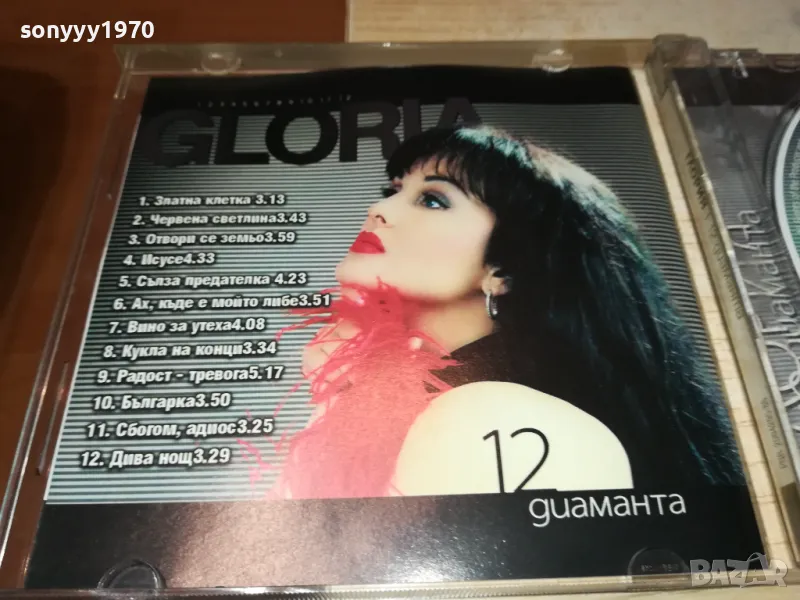 sonyyy1970
GLORIA
1. Златна клетка 3.13
2. Червена светлина3.43
3. Отвори се земьо3.59
4. Исусе4.33
5. Сълза предателка 4.23
6. Ах, къде е мойто либе3.51
7. Вино за утеха4.08
8. Кукла на конци3.34
9. Радост - тревога5.17
10. Българка3.50
11. Сбогом, адиос3.25
12. Дива нощ3.29
12
диаманта
диаманта
BAZAR